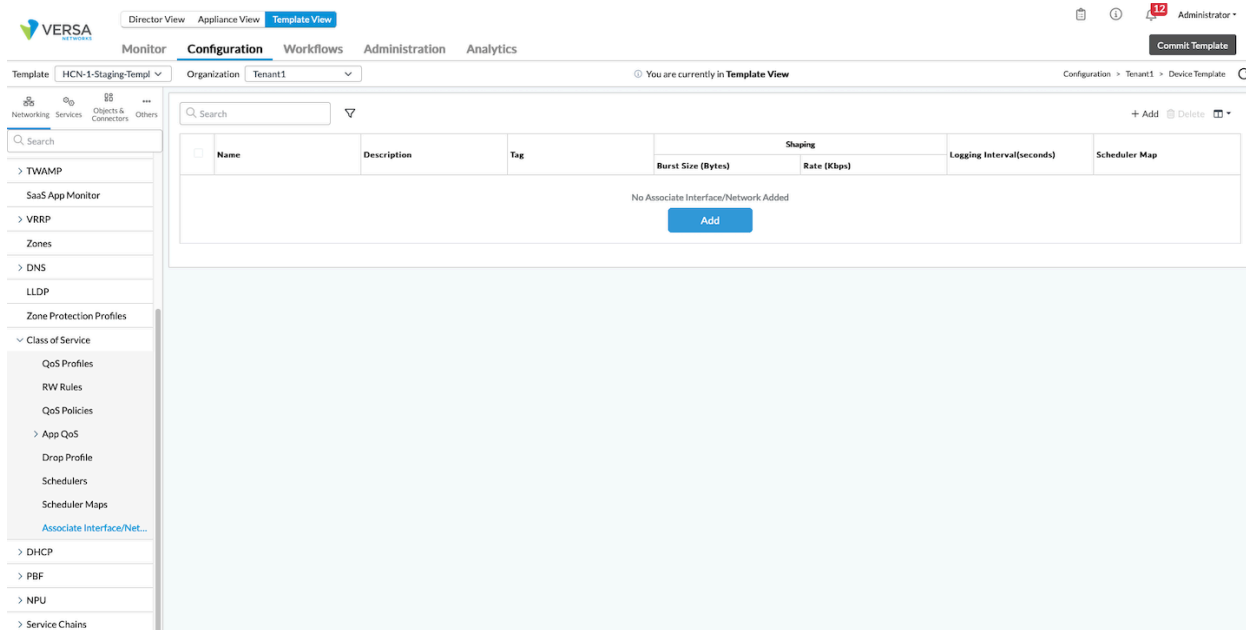 VERSA
NETWORKS
Director View Appliance View Template View
12
Administrator
Monitor Configuration Workflows Administration Analytics
Commit Template
Template HCN-1-Staging-Templ Organization Tenant1
You are currently in Template View
Configuration > Tenant1 > Device Template
Networking Services Objects & Connectors Others
Search
TWAMP
SaaS App Monitor
VRRP
Zones
DNS
LLDP
Zone Protection Profiles
Class of Service
QoS Profiles
RW Rules
QoS Policies
App QoS
Drop Profile
Schedulers
Scheduler Maps
Associate Interface/Net...
DHCP
PBF
NPU
Service Chains
Search
+ Add Delete
Name Description Tag Shaping Logging Interval(seconds) Scheduler Map
Burst Size (Bytes) Rate (Kbps)
No Associate Interface/Network Added
Add